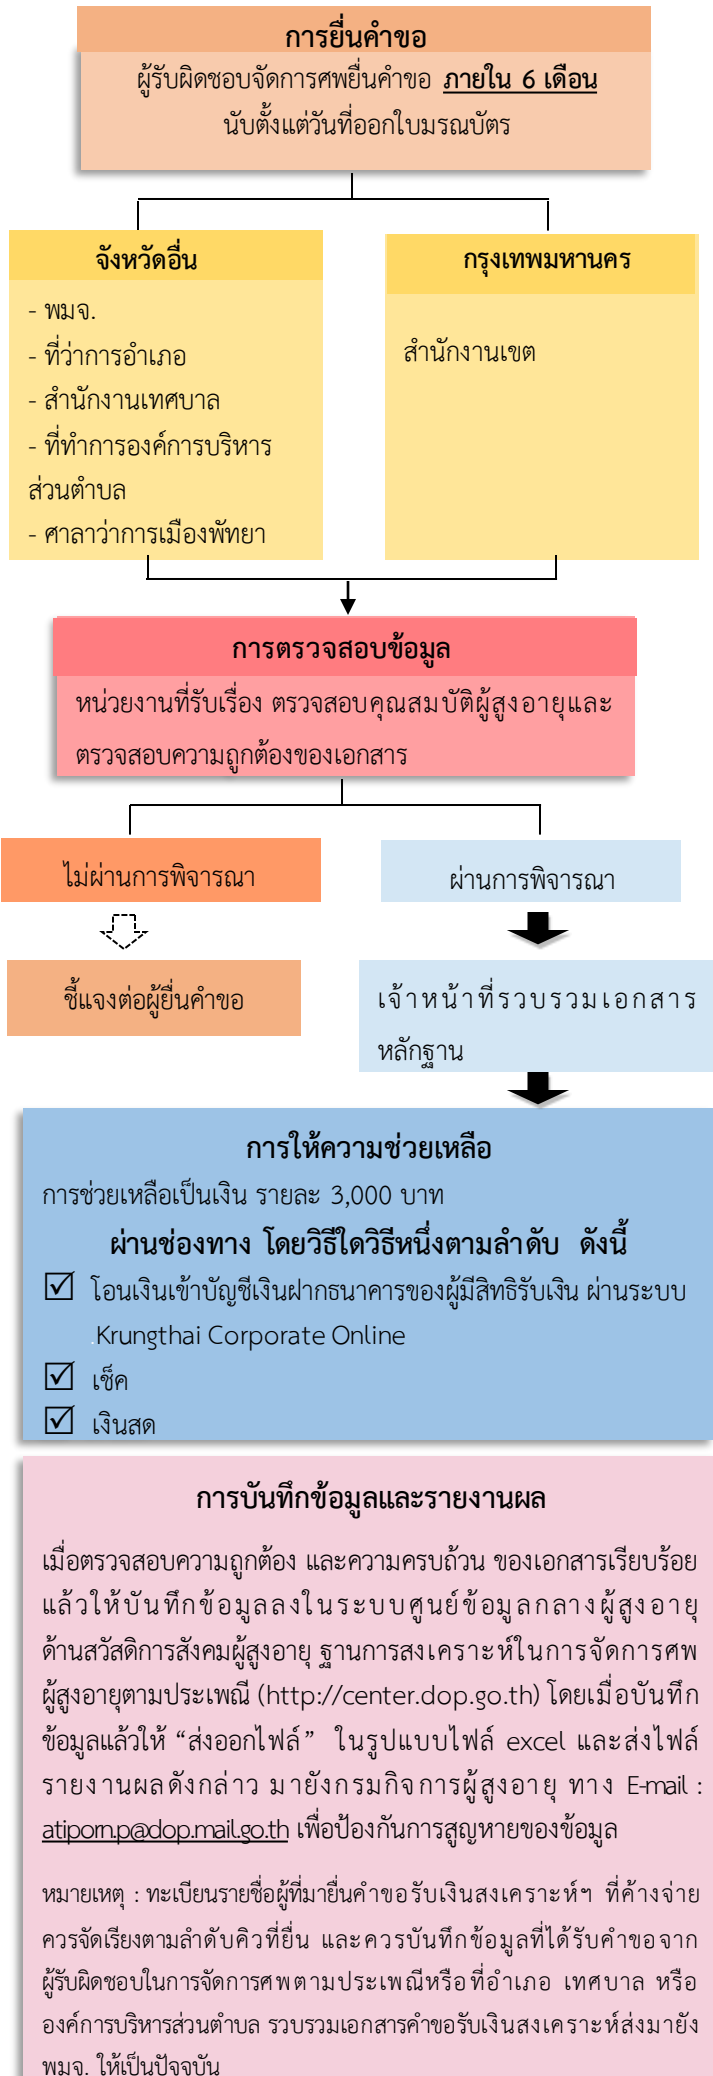 การยื่นคำขอ
ผู้รับผิดชอบจัดการศพยื่นคำขอ ภายใน 6 เดือน
นับตั้งแต่วันที่ออกใบมรณบัตร
จังหวัดอื่น
- พมจ.
- ที่ว่าการอำเภอ
- สำนักงานเทศบาล
- ที่ทำการองค์การบริหาร
ส่วนตำบล
- ศาลาว่าการเมืองพัทยา
กรุงเทพมหานคร
สำนักงานเขต
การตรวจสอบข้อมูล
หน่วยงานที่รับเรื่อง ตรวจสอบคุณสมบัติผู้สูงอายุและ
ตรวจสอบความถูกต้องของเอกสาร
ไม่ผ่านการพิจารณา
ชี้แจงต่อผู้ยื่นคำขอ
ผ่านการพิจารณา
เจ้าหน้าที่รวบรวมเอกสาร
หลักฐาน
การให้ความช่วยเหลือ
การช่วยเหลือเป็นเงิน รายละ 3,000 บาท
ผ่านช่องทาง โดยวิธีใดวิธีหนึ่งตามลำดับ ดังนี้
☑ โอนเงินเข้าบัญชีเงินฝากธนาคารของผู้มีสิทธิรับเงิน ผ่านระบบ
.Krungthai Corporate Online
☑ เช็ค
☑ เงินสด
การบันทึกข้อมูลและรายงานผล
เมื่อตรวจสอบความถูกต้อง และความครบถ้วน ของเอกสารเรียบร้อย
แล้วให้บันทึกข้อมูลลงในระบบศูนย์ข้อมูลกลางผู้สูงอายุ
ด้านสวัสดิการสังคมผู้สูงอายุ ฐานการสงเคราะห์ในการจัดการศพ
ผู้สูงอายุตามประเพณี (http://center.dop.go.th) โดยเมื่อบันทึก
ข้อมูลแล้วให้ “ส่งออกไฟล์” ในรูปแบบไฟล์ excel และส่งไฟล์
รายงานผลดังกล่าว มายังกรมกิจการผู้สูงอายุ ทาง E-mail :
atiporn.p@dop.mail.go.th เพื่อป้องกันการสูญหายของข้อมูล
หมายเหตุ : ทะเบียนรายชื่อผู้ที่มายื่นคำขอรับเงินสงเคราะห์ฯ ที่ค้างจ่าย
ควรจัดเรียงตามลำดับคิวที่ยื่น และควรบันทึกข้อมูลที่ได้รับคำขอจาก
ผู้รับผิดชอบในการจัดการศพตามประเพณีหรือที่อำเภอ เทศบาล หรือ
องค์การบริหารส่วนตำบล รวบรวมเอกสารคำขอรับเงินสงเคราะห์ส่งมายัง
พมจ. ให้เป็นปัจจุบัน